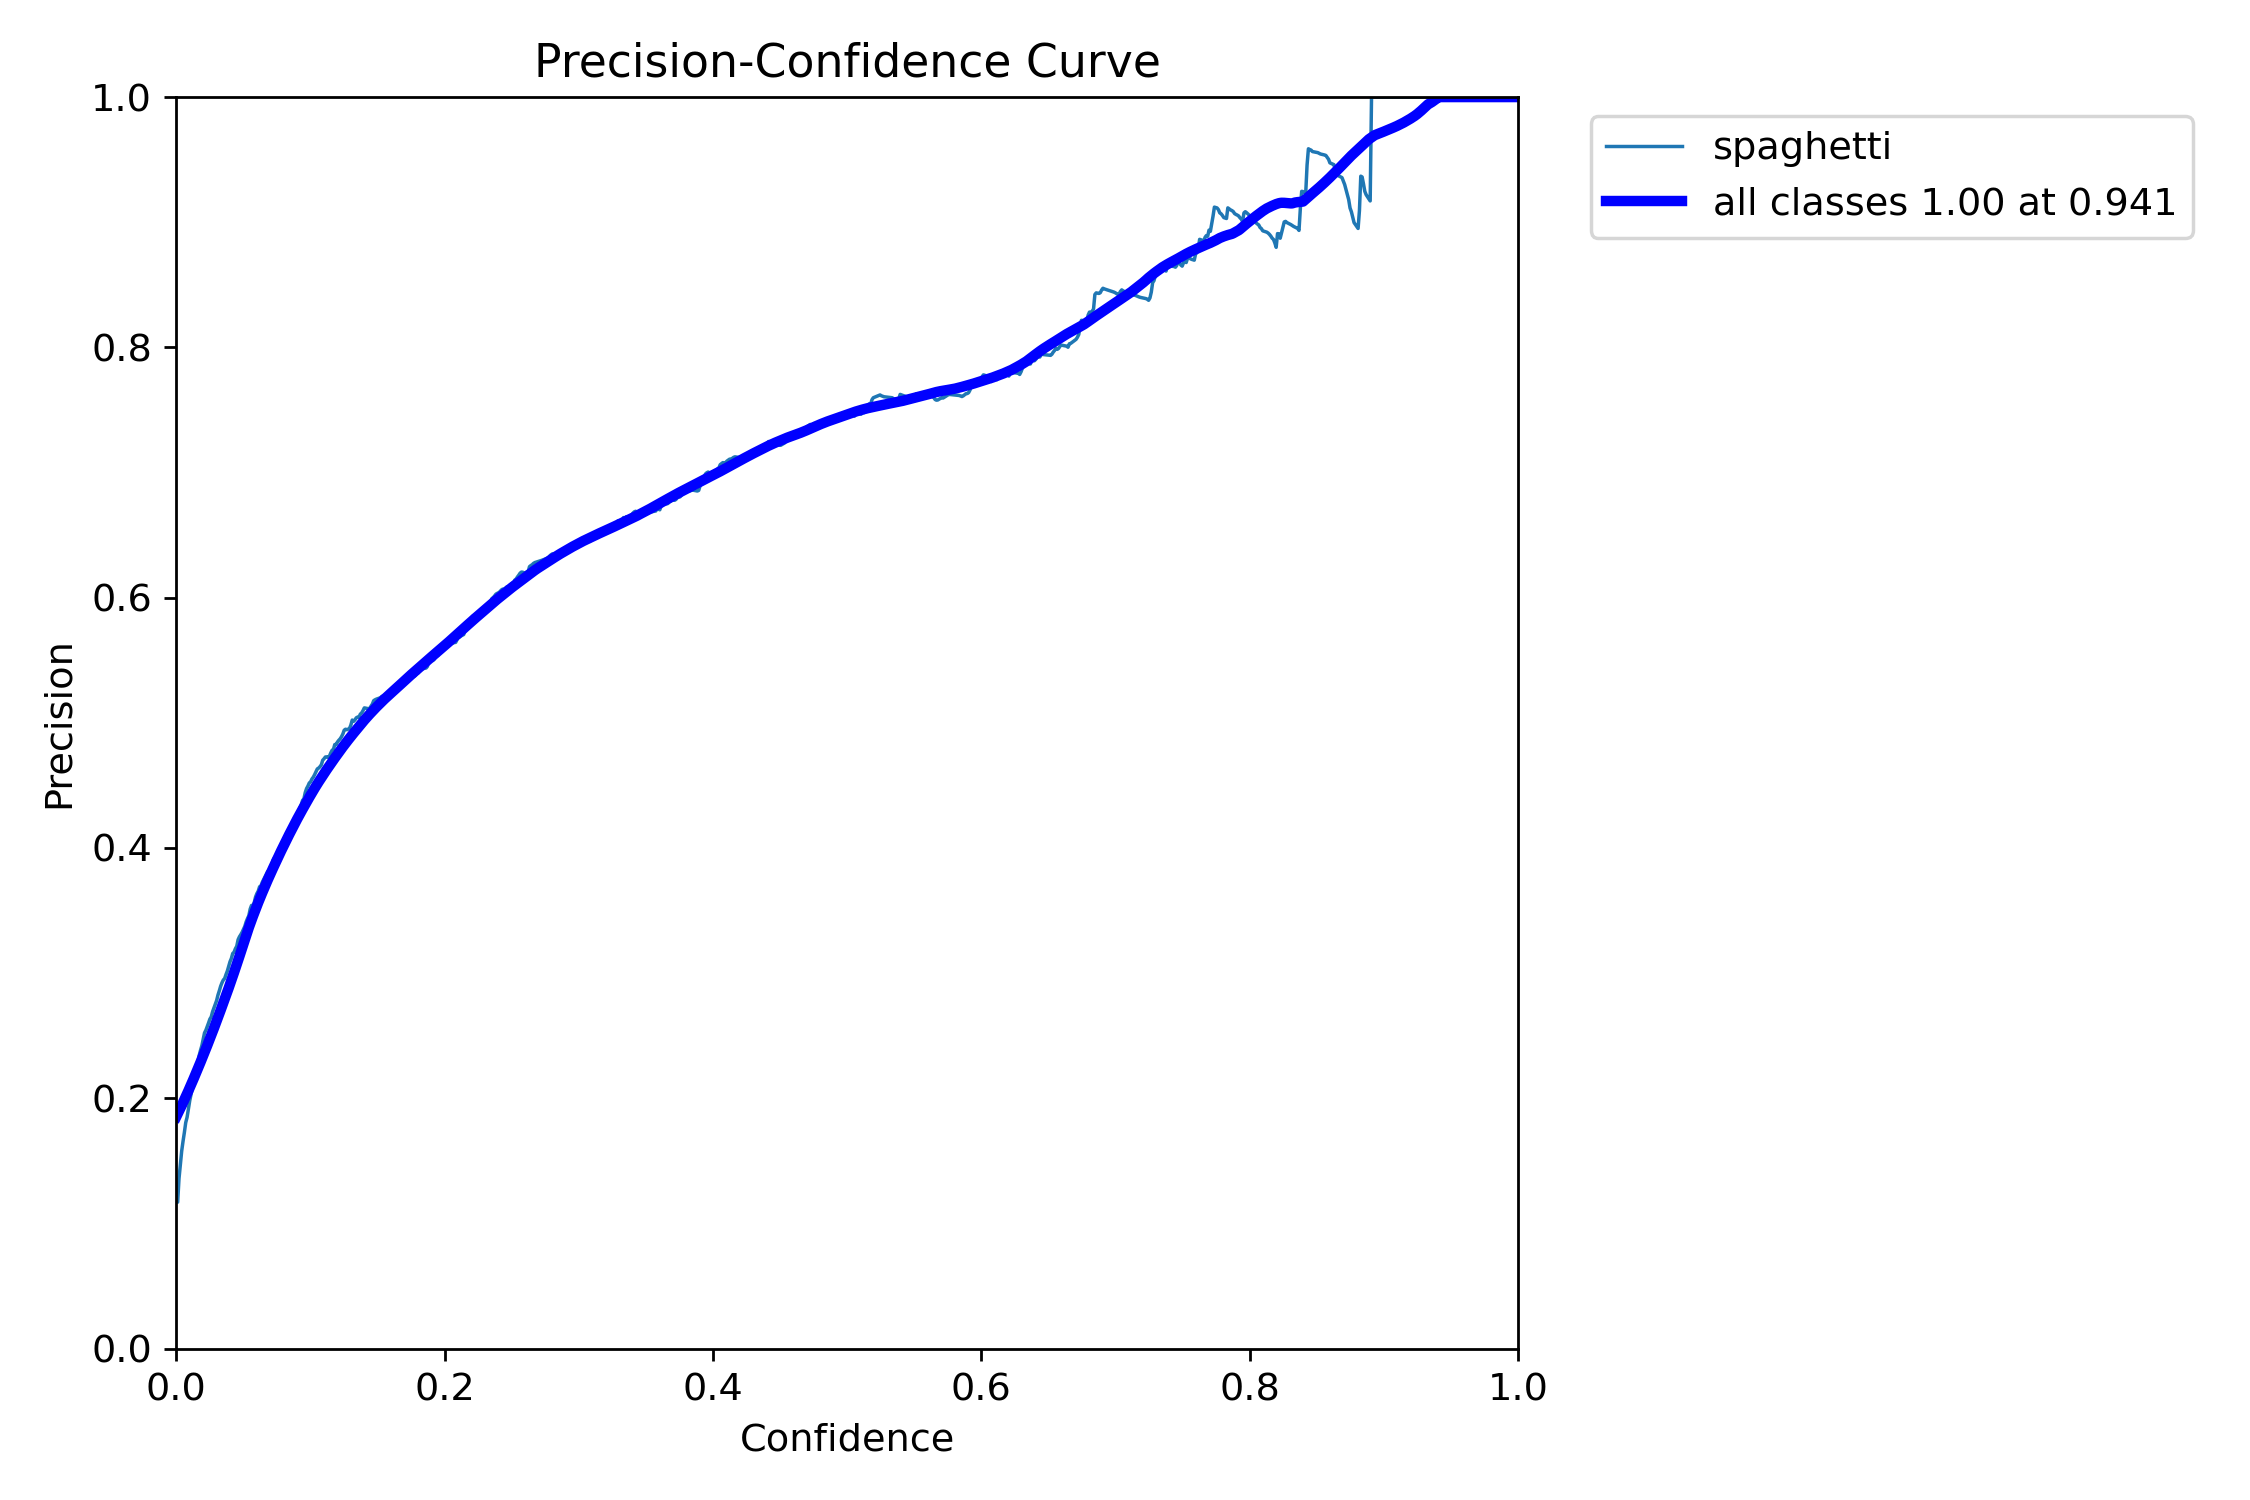 Precision-Confidence Curve
1.0
0.8
0.6
0.4
0.2
0.0
Precision
0.0 0.2 0.4 0.6 0.8 1.0
Confidence
spaghetti
all classes 1.00 at 0.941